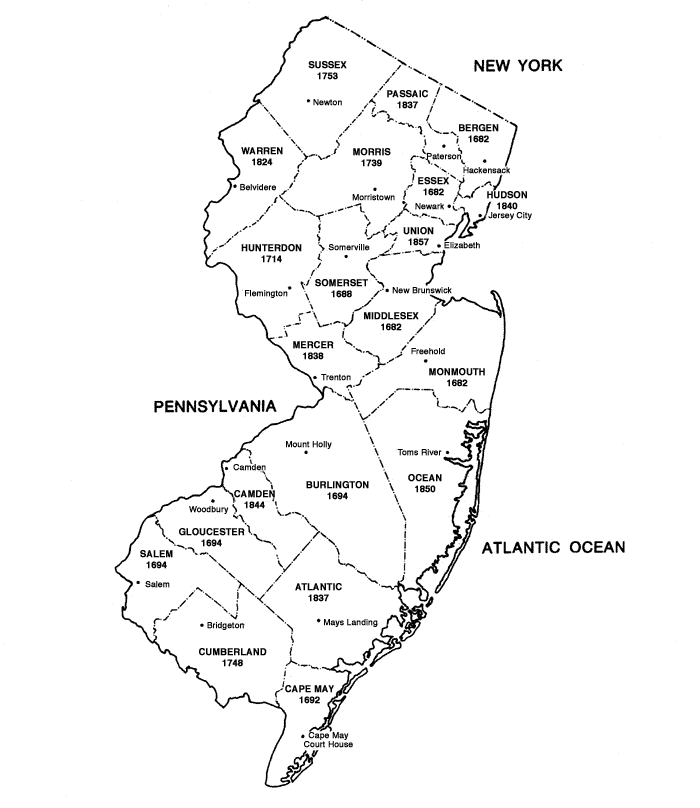 NEW YORK
SUSSEX
1753
Newton
PASSAIC
1837
BERGEN
1682
Paterson
Hackensack
WARREN
1824
Belvidere
MORRIS
1739
Morristown
ESSEX
1682
Newark
HUDSON
1840
Jersey City
UNION
1857
Elizabeth
HUNTERDON
1714
Flemington
Somerville
SOMERSET
1688
New Brunswick
MIDDLESEX
1682
MERCER
1838
Trenton
Freehold
MONMOUTH
1682
PENNSYLVANIA
Mount Holly
BURLINGTON
1694
Toms River
OCEAN
1850
Camden
CAMDEN
1844
Woodbury
GLOUCESTER
1694
ATLANTIC OCEAN
SALEM
1694
Salem
ATLANTIC
1837
Mays Landing
Bridgeton
CUMBERLAND
1748
CAPE MAY
1692
Cape May
Court House